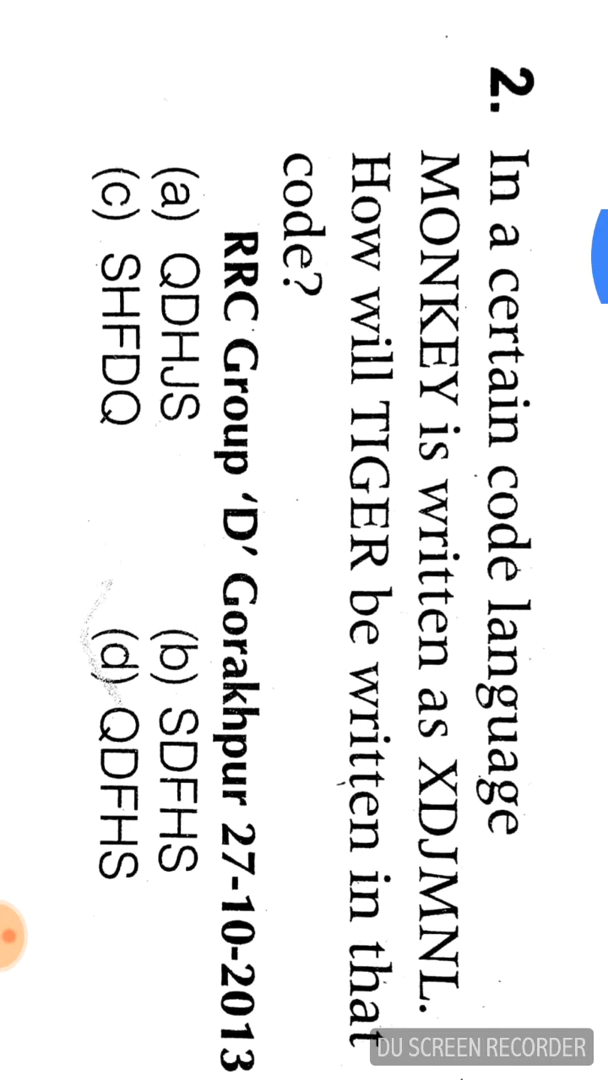 2. In a certain code language
MONKEY is written as XDJMNL.
How will TIGER be written in that
code?
RRC Group ‘D’ Gorakhpur 27-10-2013
(a) QDHJS (b) SDFHS
(c) SHFDQ (d) QDFHS
DU SCREEN RECORDER